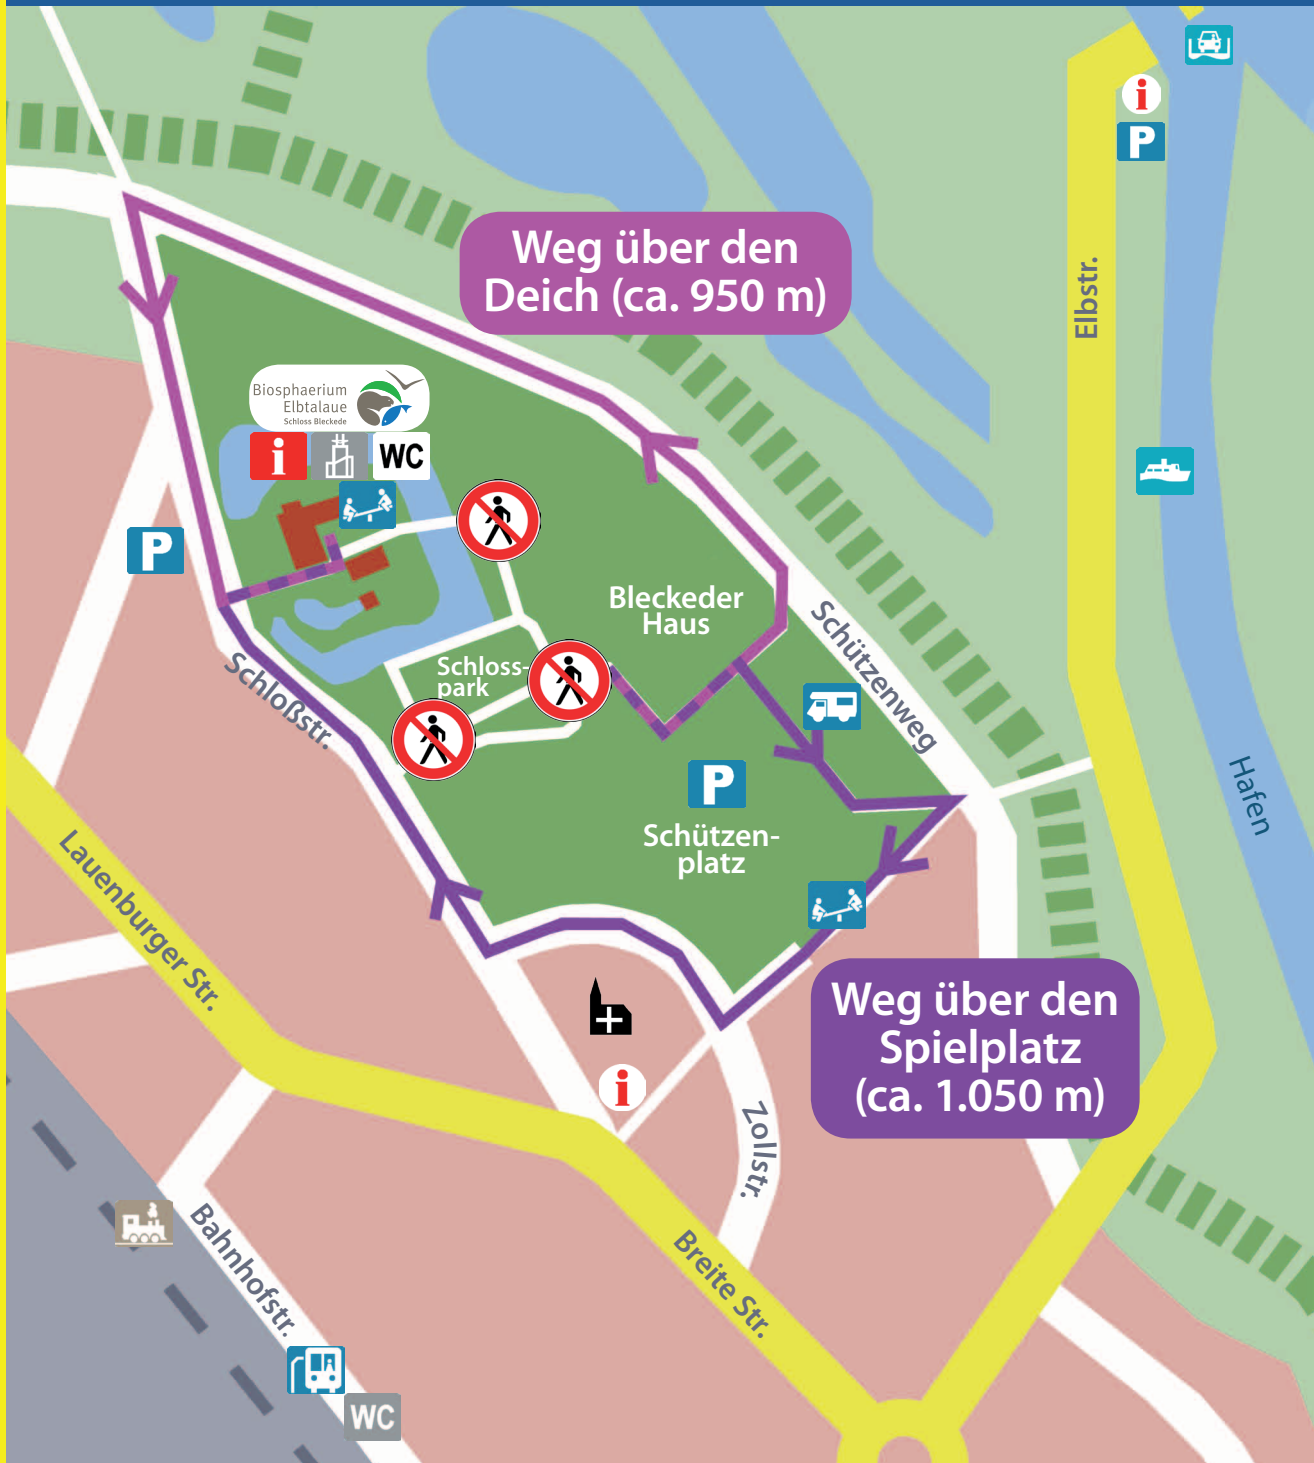 i
P
Weg über den
Deich (ca. 950 m)
Elbstr.
Biosphaerium
Elbtalaue
Schloss Bleckede
i
WC
P
Bleckeder
Haus
Schloss-
park
Schützenweg
Schloßstr.
P
Schützen-
platz
Hafen
Lauenburger Str.
Weg über den
Spielplatz
(ca. 1.050 m)
i
Zollstr.
Bahnhofstr.
Breite Str.
WC